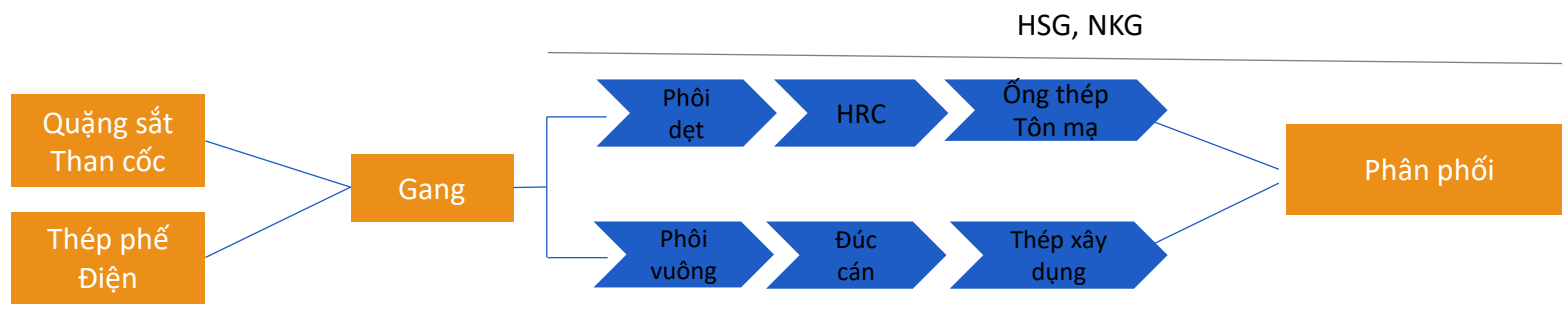 HSG, NKG
Quặng sắt
Than cốc
Thép phế
Điện
Gang
Phôi
dẹt
HRC
Ống thép
Tôn mạ
Phôi
vuông
Đúc
cán
Thép xây
dụng
Phân phối